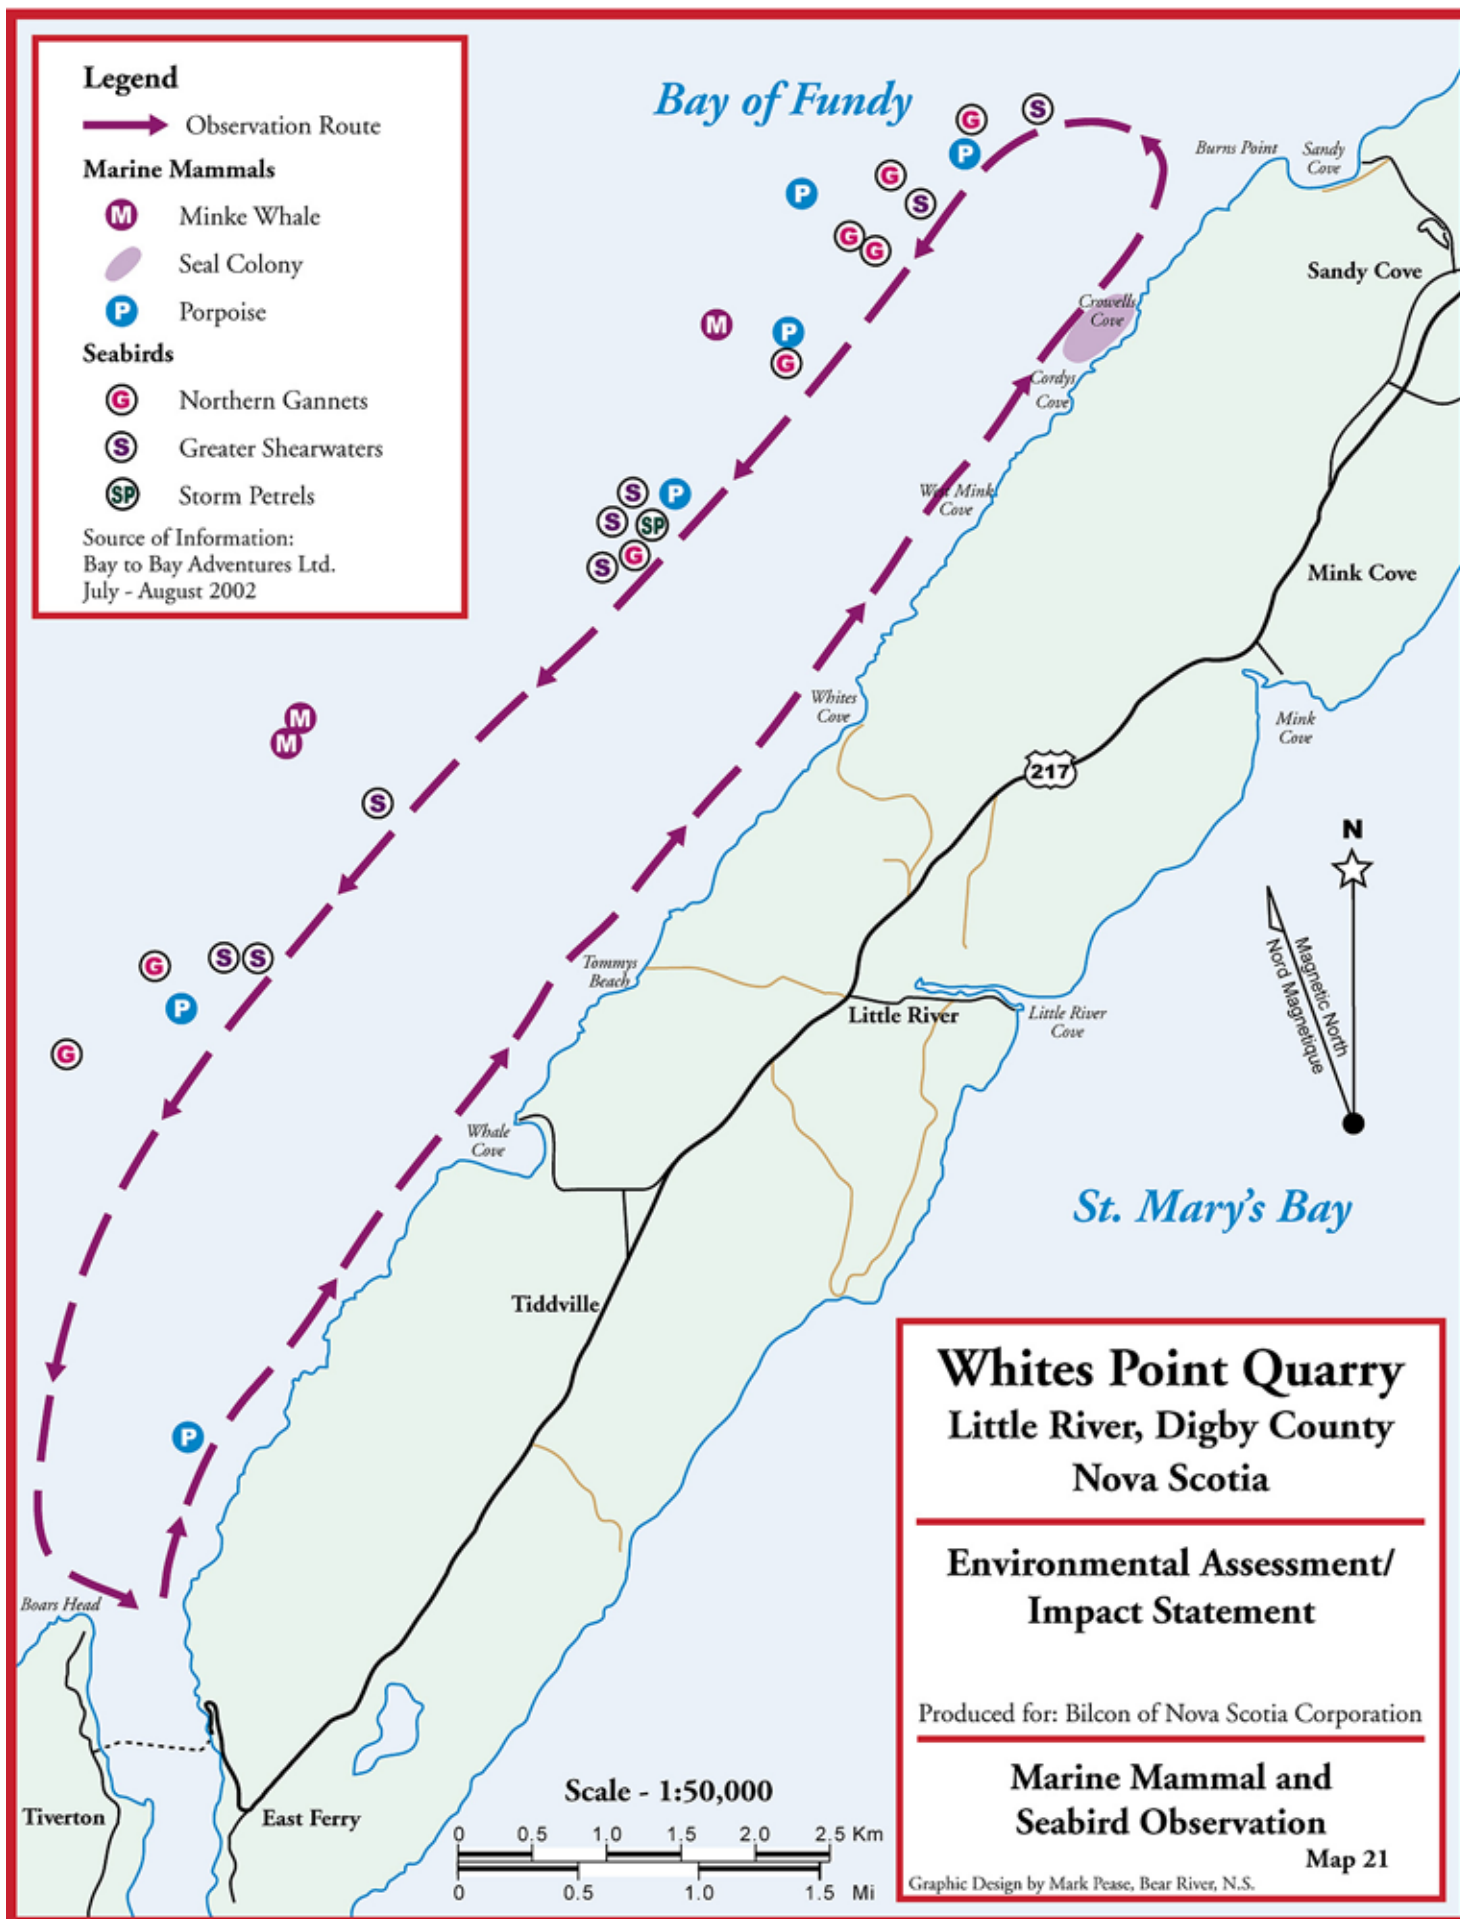 Legend
Observation Route
Marine Mammals
M Minke Whale
Seal Colony
P Porpoise
Seabirds
G Northern Gannets
S Greater Shearwaters
SP Storm Petrels
Source of Information:
Bay to Bay Adventures Ltd.
July - August 2002
Bay of Fundy
G
S
P
G
P
S
G
G
M
P
G
S
P
S
SP
G
S
M
M
S
G
S
S
P
G
P
Burns Point
Sandy
Cove
Sandy Cove
Crowells
Cove
Cordys
Cove
West Mink
Cove
Mink Cove
Whites
Cove
Mink
Cove
217
N
Magnetic North
Nord Magnetique
Tommys
Beach
Little River
Little River
Cove
Whale
Cove
St. Mary's Bay
Tiddville
Boars Head
Tiverton
East Ferry
Scale - 1:50,000
0 0.5 1.0 1.5 2.0 2.5 Km
0 0.5 1.0 1.5 Mi
Whites Point Quarry
Little River, Digby County
Nova Scotia
Environmental Assessment/
Impact Statement
Produced for: Bilcon of Nova Scotia Corporation
Marine Mammal and
Seabird Observation
Map 21
Graphic Design by Mark Pease, Bear River, N.S.